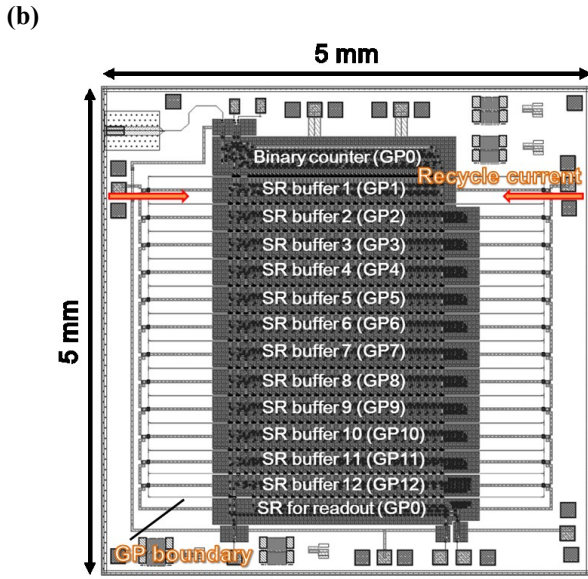 (b)
5 mm
5 mm
Binary counter (GP0)
Recycle current
SR buffer 1 (GP1)
SR buffer 2 (GP2)
SR buffer 3 (GP3)
SR buffer 4 (GP4)
SR buffer 5 (GP5)
SR buffer 6 (GP6)
SR buffer 7 (GP7)
SR buffer 8 (GP8)
SR buffer 9 (GP9)
SR buffer 10 (GP10)
SR buffer 11 (GP11)
SR buffer 12 (GP12)
SR for readout (GP0)
GP boundary